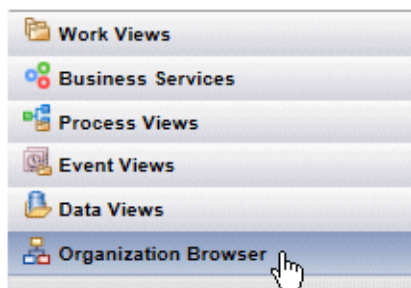 Work Views
Business Services
Process Views
Event Views
Data Views
Organization Browser